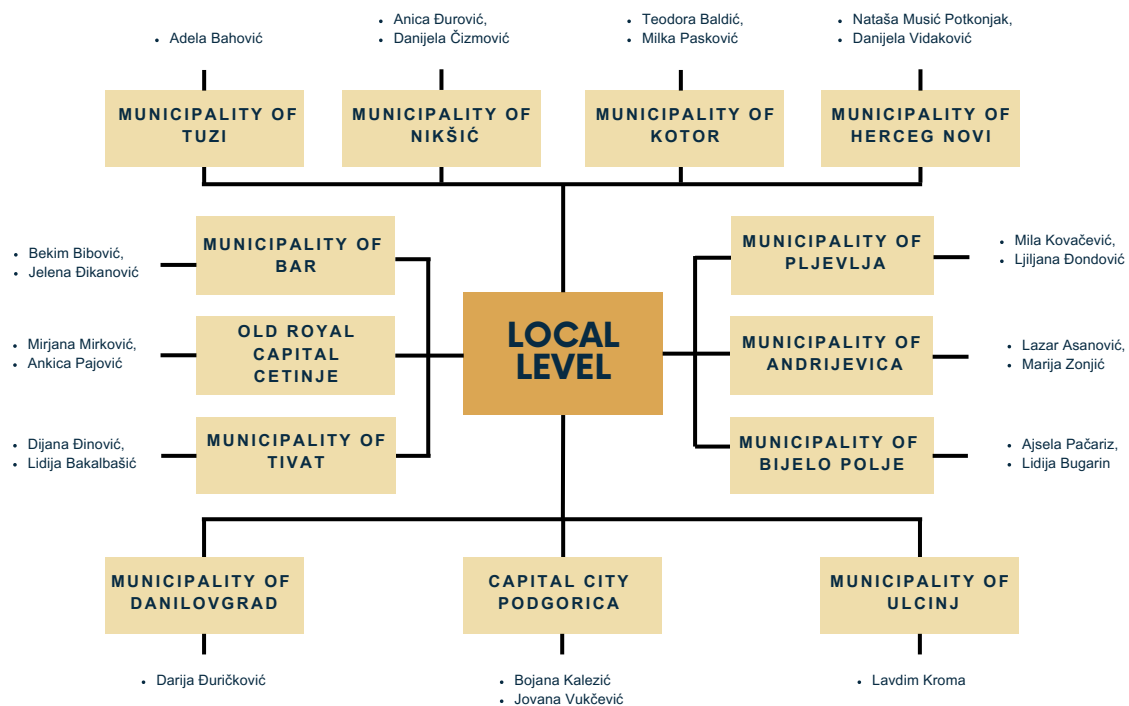 • Adela Bahović
• Anica Đurović,
• Danijela Čizmović
• Teodora Baldić
• Milka Pasković
• Nataša Musić Potkonjak,
• Danijela Vidaković
MUNICIPALITY OF
TUZI
MUNICIPALITY OF
NIKŠIĆ
MUNICIPALITY OF
KOTOR
MUNICIPALITY OF
HERCEG NOVI
• Bekim Bibović,
• Jelena Đikanović
MUNICIPALITY OF
BAR
MUNICIPALITY OF
PLJEVLJA
• Mila Kovačević,
• Ljiljana Đondović
• Mirjana Mirković,
• Ankica Pajović
OLD ROYAL
CAPITAL
CETINJE
LOCAL
LEVEL
MUNICIPALITY OF
ANDRIJEVICA
• Lazar Asanović,
• Marija Zonjić
• Dijana Đinović,
• Lidija Bakalbašić
MUNICIPALITY OF
TIVAT
MUNICIPALITY OF
BIJELO POLJE
• Ajsela Pačariz,
• Lidija Bugarin
MUNICIPALITY OF
DANILOVGRAD
CAPITAL CITY
PODGORICA
MUNICIPALITY OF
ULCINJ
• Darija Đuričković
• Bojana Kalezić
• Jovana Vukčević
• Lavdim Kroma